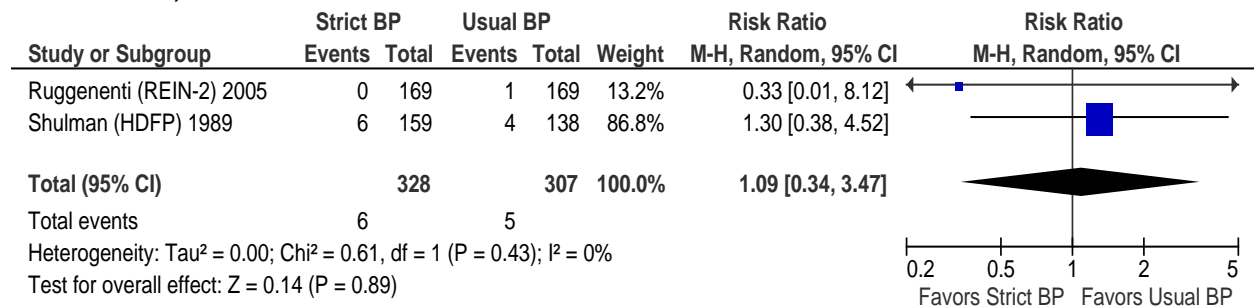 Strict BP Usual BP Risk Ratio Risk Ratio
Study or Subgroup Events Total Events Total Weight M-H, Random, 95% CI M-H, Random, 95% CI
Ruggenenti (REIN-2) 2005 0 169 1 169 13.2% 0.33 [0.01, 8.12]
Shulman (HDFP) 1989 6 159 4 138 86.8% 1.30 [0.38, 4.52]
Total (95% CI) 328 307 100.0% 1.09 [0.34, 3.47]
Total events 6 5
Heterogeneity: Tau² = 0.00; Chi² = 0.61, df = 1 (P = 0.43); I² = 0%
Test for overall effect: Z = 0.14 (P = 0.89)
0.2 0.5 1 2 5
Favors Strict BP Favors Usual BP